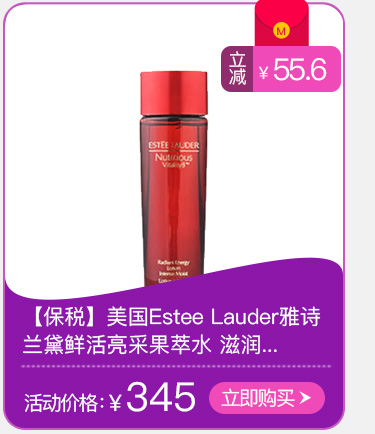 M
立减 ¥55.6
ESTĒE LAUDER
Nutritious
Vitality8™
Radiant Energy
Lotion
Intense Moist
【保税】美国Estee Lauder雅诗
兰黛鲜活亮采果萃水 滋润...
活动价格:¥345 立即购买